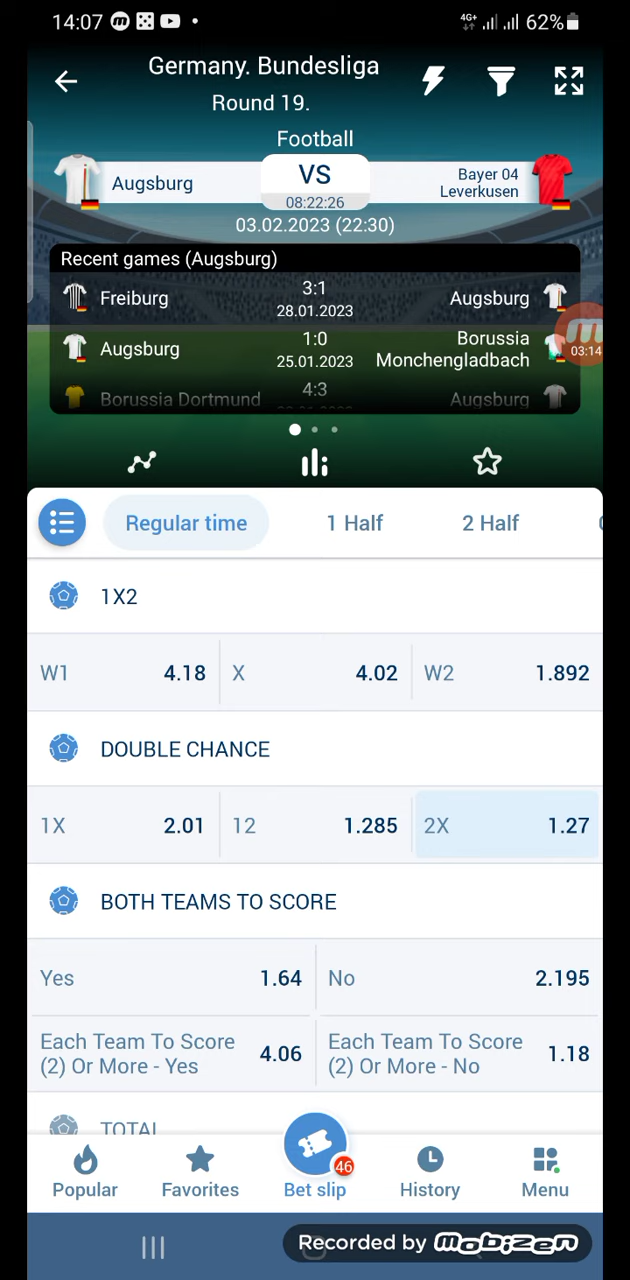 14:07 4G+ 62%
Germany. Bundesliga
Round 19.
Football
Augsburg VS Bayer 04 Leverkusen
08:22:26
03.02.2023 (22:30)
Recent games (Augsburg)
Freiburg 3:1 Augsburg
28.01.2023
Augsburg 1:0 Borussia Monchengladbach
25.01.2023
03:14
Borussia Dortmund 4:3 Augsburg
Regular time 1 Half 2 Half
1X2
W1 4.18 X 4.02 W2 1.892
DOUBLE CHANCE
1X 2.01 12 1.285 2X 1.27
BOTH TEAMS TO SCORE
Yes 1.64 No 2.195
Each Team To Score (2) Or More - Yes 4.06 Each Team To Score (2) Or More - No 1.18
TOTAL
46
Popular Favorites Bet slip History Menu
Recorded by mobizen